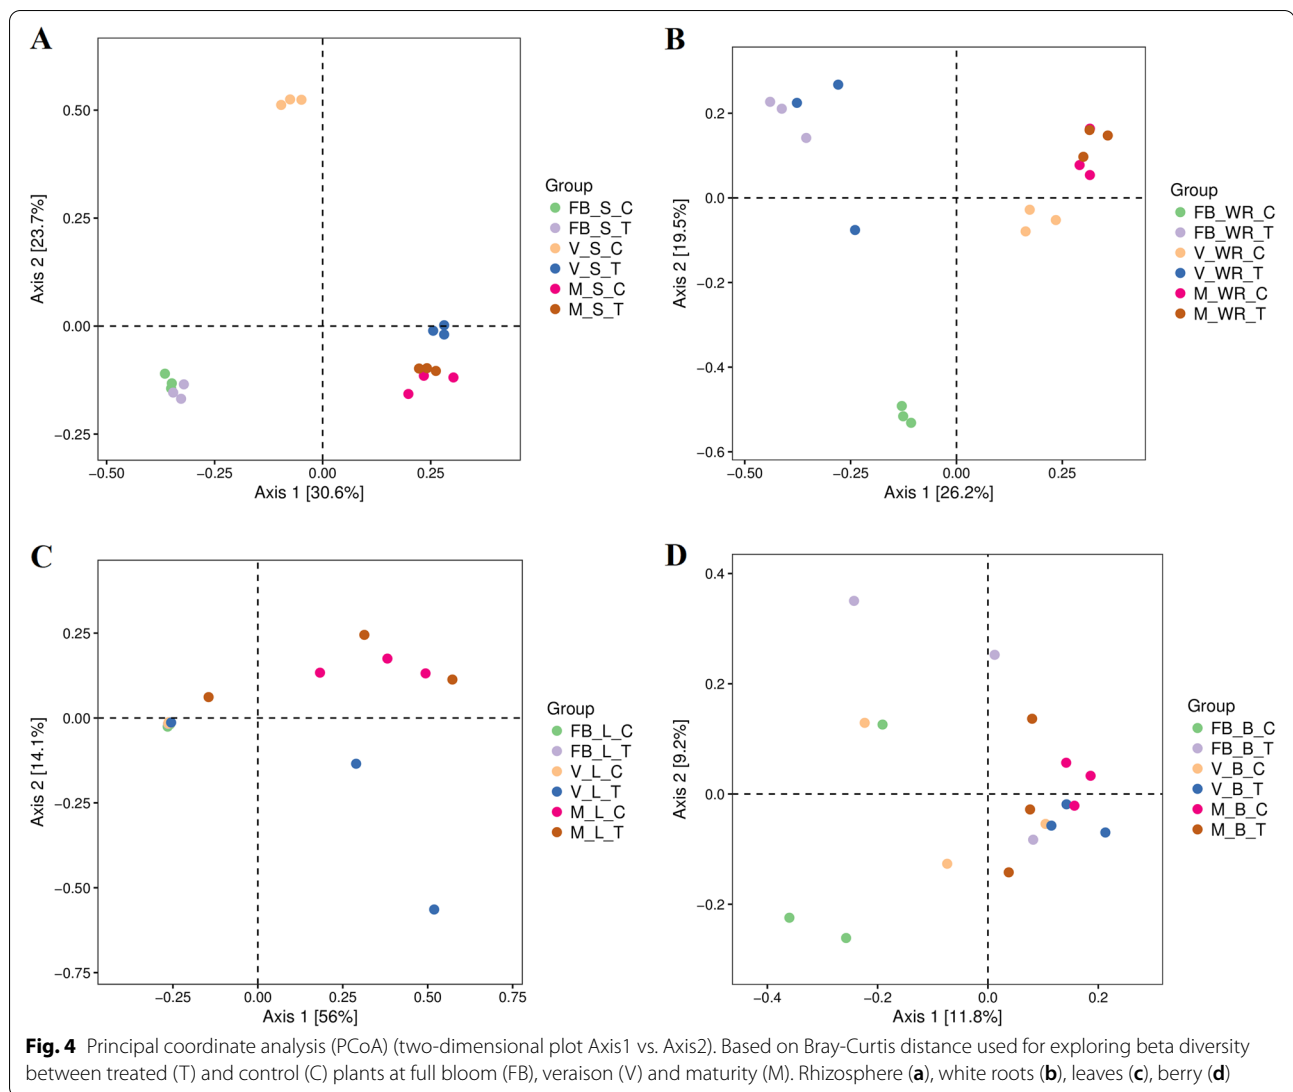 A
0.50
0.25
0.00
−0.25
−0.50
−0.25
0.00
0.25
Axis 1 [30.6%]
Axis 2 [23.7%]
Group
FB_S_C
FB_S_T
V_S_C
V_S_T
M_S_C
M_S_T
B
0.2
0.0
−0.2
−0.4
−0.6
−0.50
−0.25
0.00
0.25
Axis 1 [26.2%]
Axis 2 [19.5%]
Group
FB_WR_C
FB_WR_T
V_WR_C
V_WR_T
M_WR_C
M_WR_T
C
0.25
0.00
−0.25
−0.50
−0.75
−0.25
0.00
0.25
0.50
0.75
Axis 1 [56%]
Axis 2 [14.1%]
Group
FB_L_C
FB_L_T
V_L_C
V_L_T
M_L_C
M_L_T
D
0.4
0.2
0.0
−0.2
−0.4
−0.2
0.0
0.2
Axis 1 [11.8%]
Axis 2 [9.2%]
Group
FB_B_C
FB_B_T
V_B_C
V_B_T
M_B_C
M_B_T
Fig. 4 Principal coordinate analysis (PCoA) (two-dimensional plot Axis1 vs. Axis2). Based on Bray-Curtis distance used for exploring beta diversity
between treated (T) and control (C) plants at full bloom (FB), veraison (V) and maturity (M). Rhizosphere (a), white roots (b), leaves (c), berry (d)